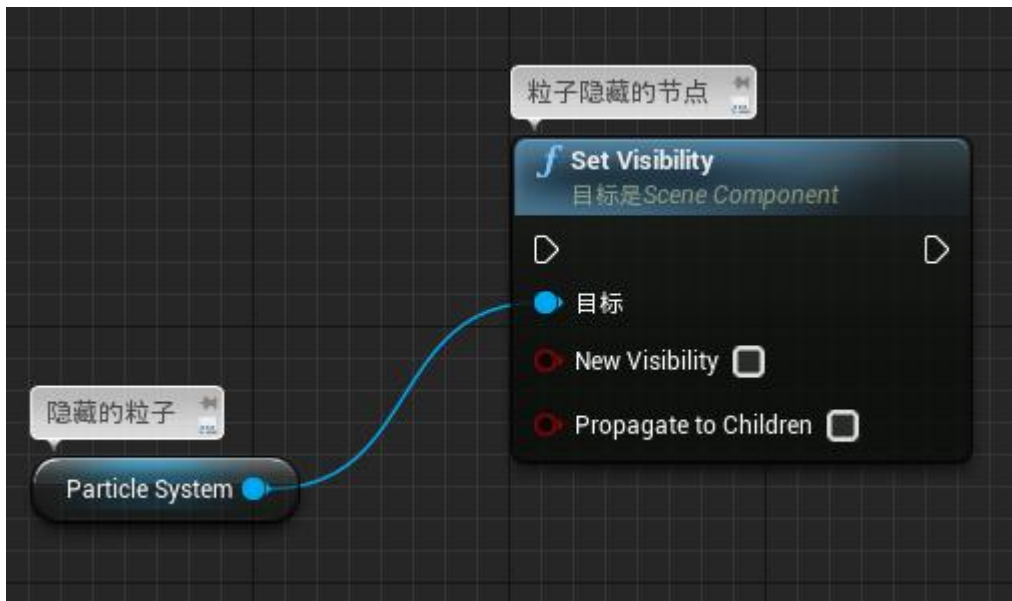 粒子隐藏的节点
Set Visibility
目标是Scene Component
目标
New Visibility
Propagate to Children
隐藏的粒子
Particle System